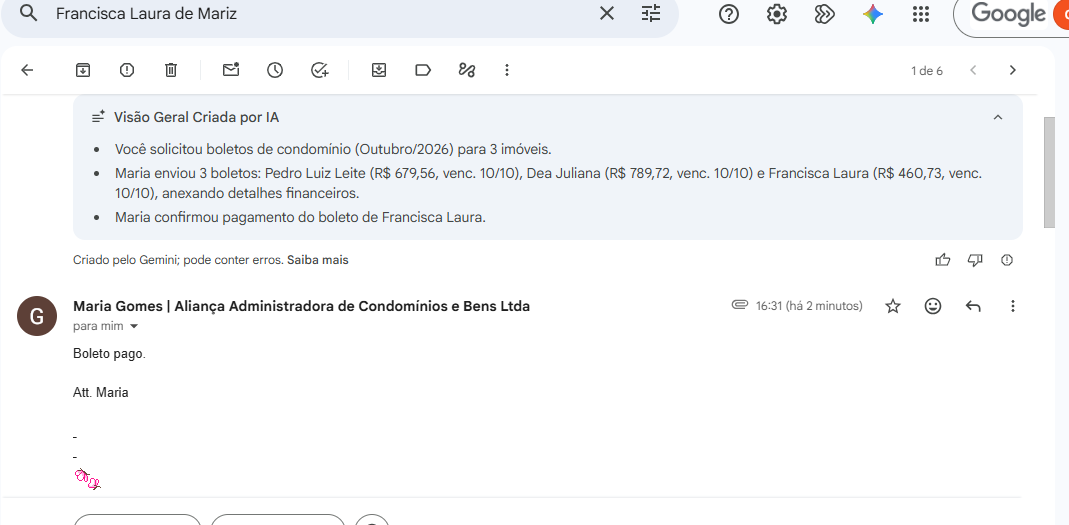 Francisca Laura de Mariz
Google
1 de 6
Visão Geral Criada por IA
Você solicitou boletos de condomínio (Outubro/2026) para 3 imóveis.
Maria enviou 3 boletos: Pedro Luiz Leite (R$ 679,56, venc. 10/10), Dea Juliana (R$ 789,72, venc. 10/10) e Francisca Laura (R$ 460,73, venc.
10/10), anexando detalhes financeiros.
Maria confirmou pagamento do boleto de Francisca Laura.
Criado pelo Gemini; pode conter erros. Saiba mais
G
Maria Gomes | Aliança Administradora de Condomínios e Bens Ltda
16:31 (há 2 minutos)
para mim
Boleto pago.
Att. Maria
-
-